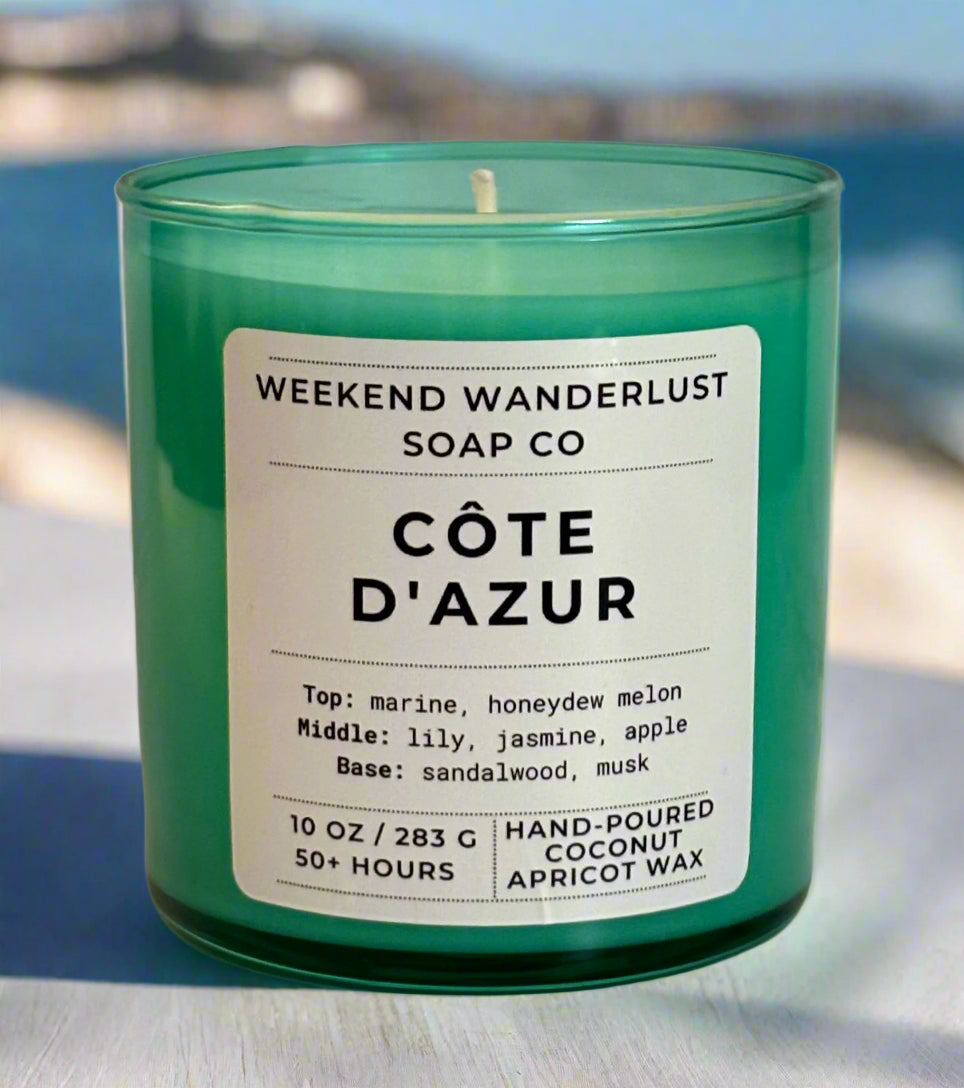 WEEKEND WANDERLUST
SOAP CO
CÔTE
D'AZUR
Top: marine, honeydew melon
Middle: lily, jasmine, apple
Base: sandalwood, musk
10 OZ / 283 G
50+ HOURS
HAND-POURED
COCONUT
APRICOT WAX